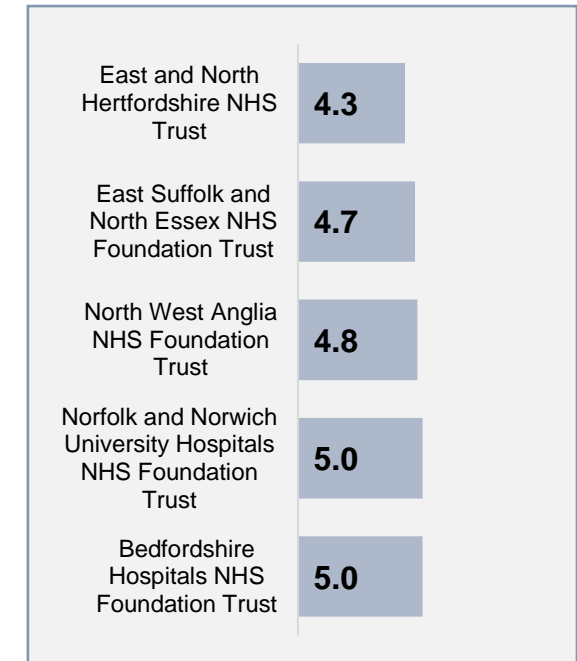 East and North
Hertfordshire NHS
Trust
4.3
East Suffolk and
North Essex NHS
Foundation Trust
4.7
North West Anglia
NHS Foundation
Trust
4.8
Norfolk and Norwich
University Hospitals
NHS Foundation
Trust
5.0
Bedfordshire
Hospitals NHS
Foundation Trust
5.0